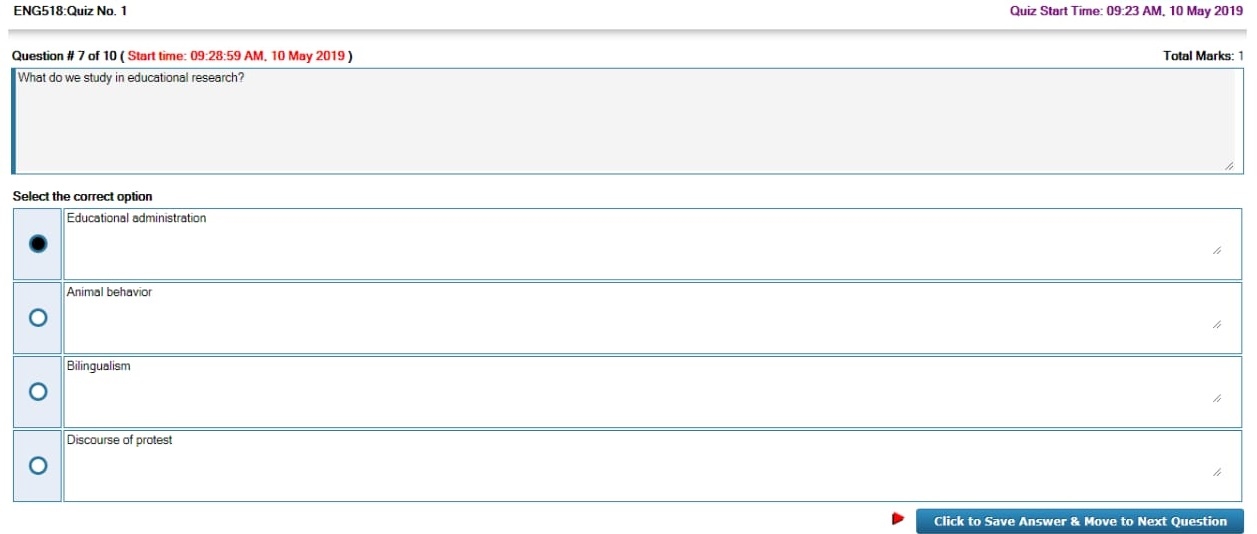 ENG518:Quiz No. 1 Quiz Start Time: 09:23 AM, 10 May 2019
Question # 7 of 10 ( Start time: 09:28:59 AM, 10 May 2019 ) Total Marks: 1
What do we study in educational research?
Select the correct option
Educational administration
Animal behavior
Bilingualism
Discourse of protest
Click to Save Answer & Move to Next Question